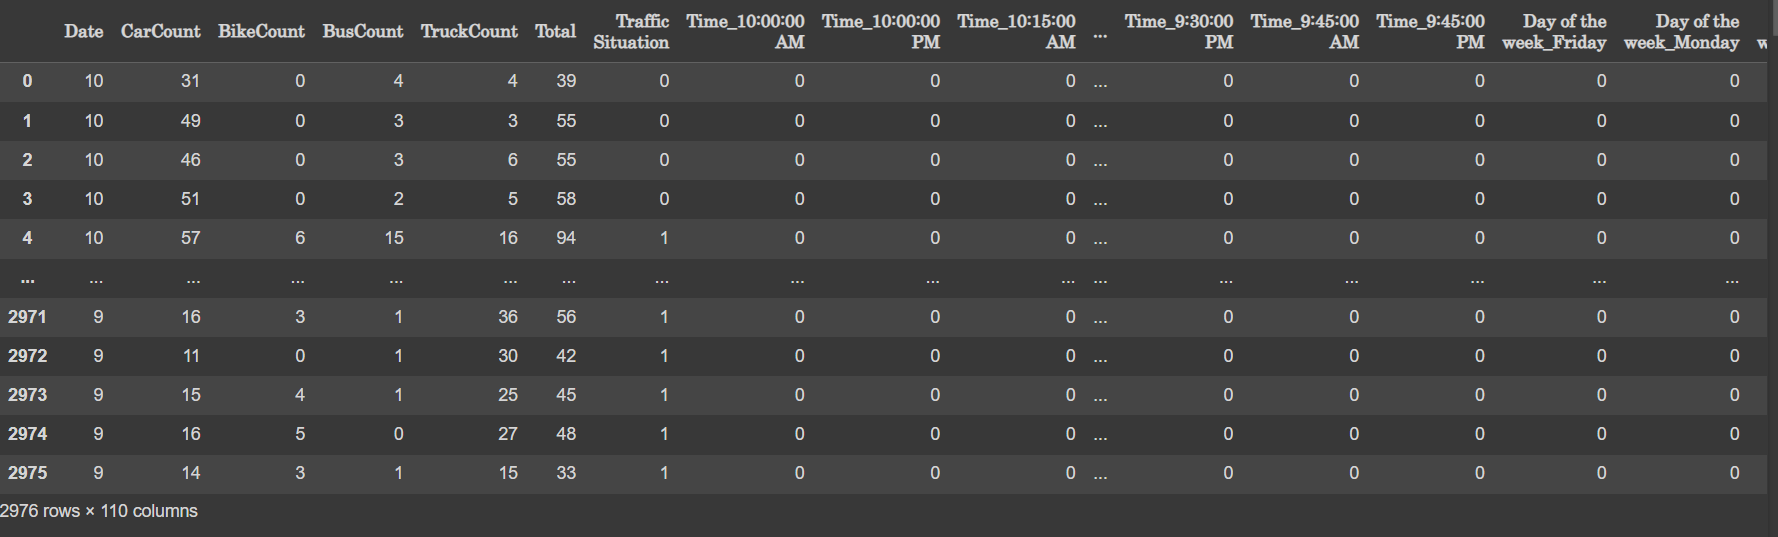 Date CarCount BikeCount BusCount TruckCount Total Traffic Situation Time_10:00:00 AM Time_10:00:00 PM Time_10:15:00 AM ... Time_9:30:00 PM Time_9:45:00 AM Time_9:45:00 PM Day of the week_Friday Day of the week_Monday w
0 10 31 0 4 4 39 0 0 0 0 ... 0 0 0 0 0
1 10 49 0 3 3 55 0 0 0 0 ... 0 0 0 0 0
2 10 46 0 3 6 55 0 0 0 0 ... 0 0 0 0 0
3 10 51 0 2 5 58 0 0 0 0 ... 0 0 0 0 0
4 10 57 6 15 16 94 1 0 0 0 ... 0 0 0 0 0
... ... ... ... ... ... ... ... ... ... ... ... ... ... ... ... ...
2971 9 16 3 1 36 56 1 0 0 0 ... 0 0 0 0 0
2972 9 11 0 1 30 42 1 0 0 0 ... 0 0 0 0 0
2973 9 15 4 1 25 45 1 0 0 0 ... 0 0 0 0 0
2974 9 16 5 0 27 48 1 0 0 0 ... 0 0 0 0 0
2975 9 14 3 1 15 33 1 0 0 0 ... 0 0 0 0 0
2976 rows × 110 columns